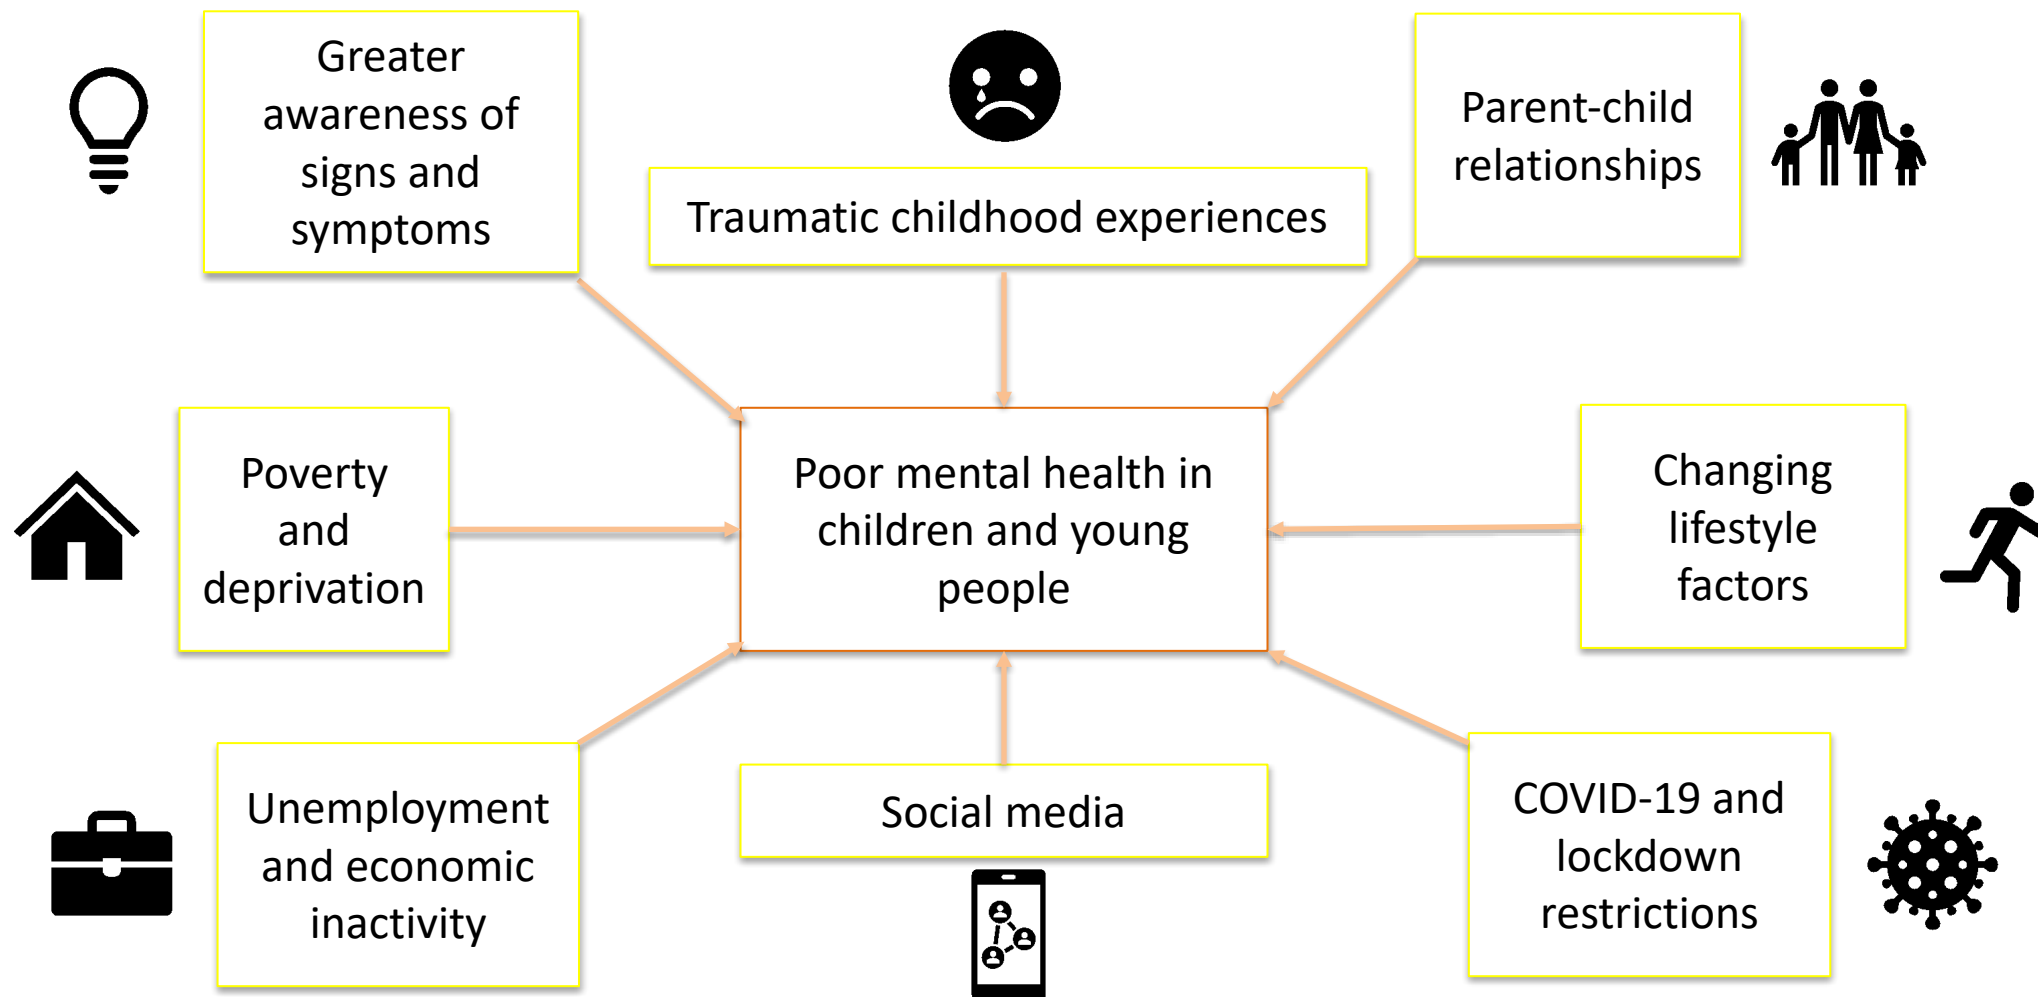 Greater
awareness of
signs and
symptoms
Traumatic childhood experiences
Parent-child
relationships
Poverty
and
deprivation
Poor mental health in
children and young
people
Changing
lifestyle
factors
Unemployment
and economic
inactivity
Social media
COVID-19 and
lockdown
restrictions